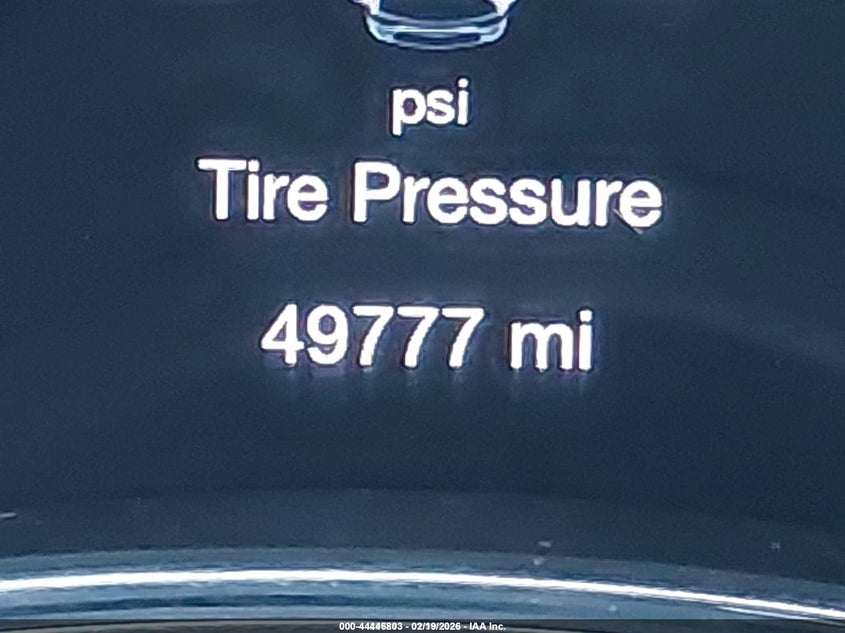 psi
Tire Pressure
49777 mi
000-44446803 - 02/19/2026 - IAA Inc.